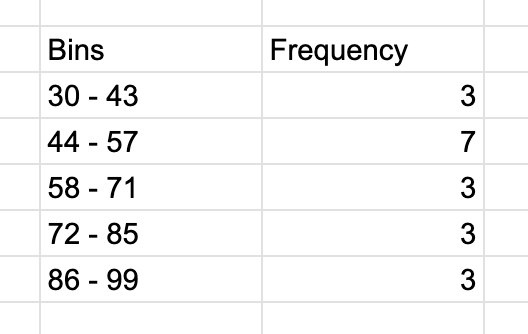 Bins Frequency
30 - 43 3
44 - 57 7
58 - 71 3
72 - 85 3
86 - 99 3